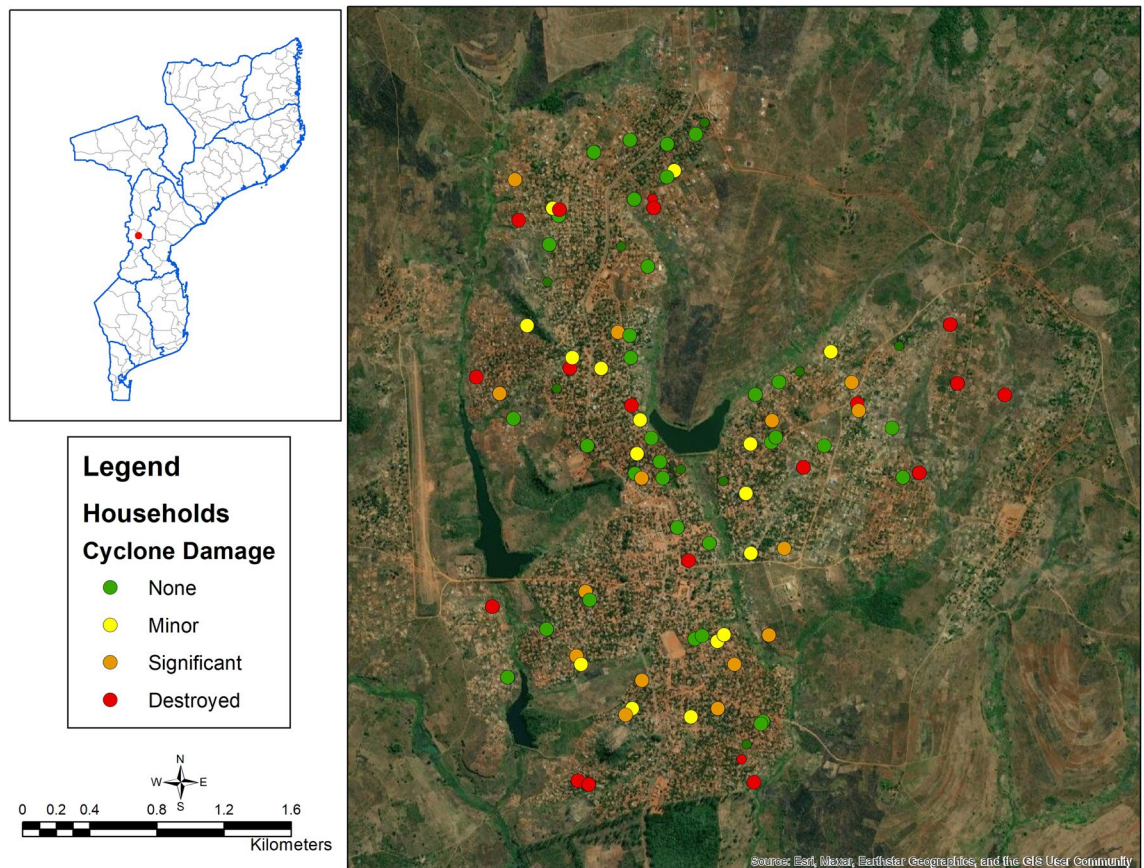 Legend
Households
Cyclone Damage
None
Minor
Significant
Destroyed
N
W E
S
0 0.2 0.4 0.8 1.2 1.6
Kilometers
Source: Esri, Maxar, Earthstar Geographics, and the GIS User Community